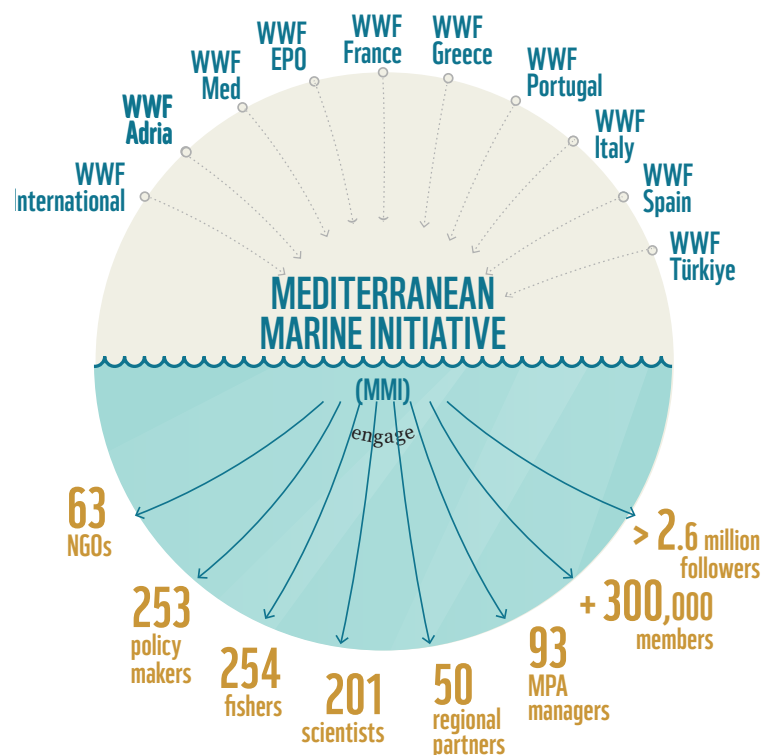 WWF
International
WWF
Adria
WWF
Med
WWF
EPO
WWF
France
WWF
Greece
WWF
Portugal
WWF
Italy
WWF
Spain
WWF
Türkiye
MEDITERRANEAN
MARINE INITIATIVE
(MMI)
engage
63
NGOs
253
policy
makers
254
fishers
201
scientists
50
regional
partners
93
MPA
managers
+ 300,000
members
> 2.6 million
followers